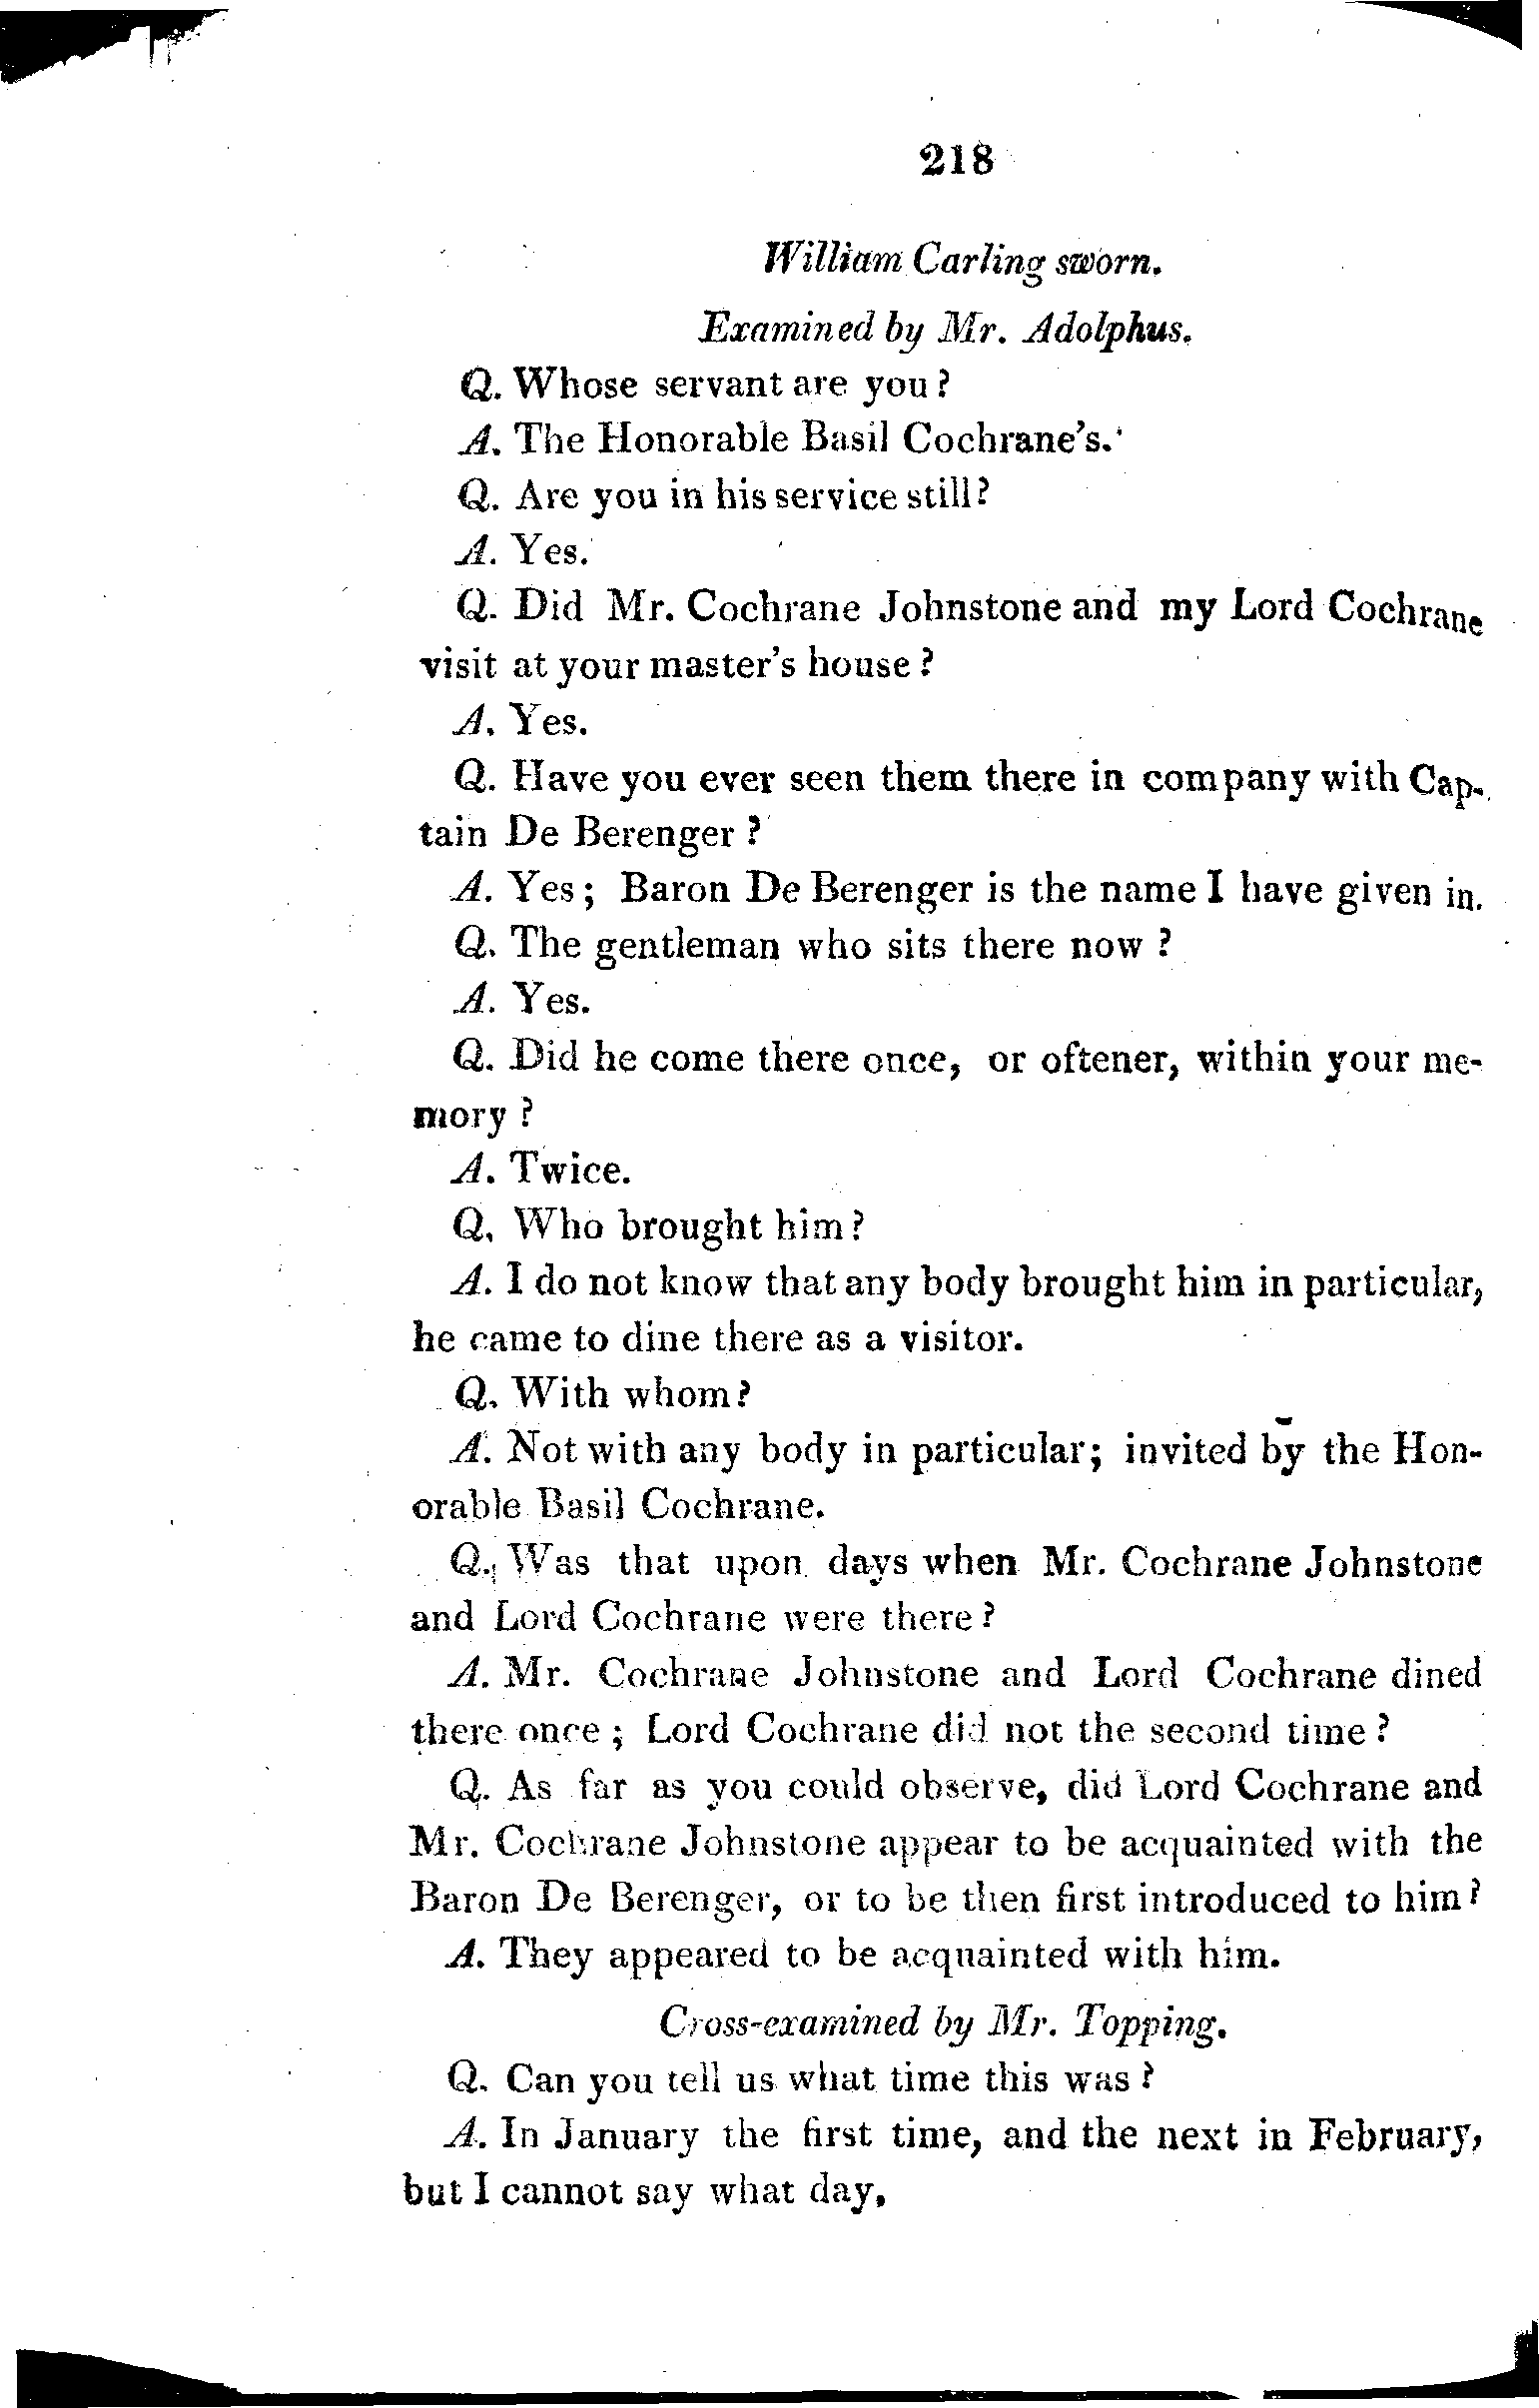 218
William Carling sworn.
Examined by Mr. Adolphus.
Q. Whose servant are you?
A. The Honorable Basil Cochrane's.
Q. Are you in his service still?
A. Yes.
Q. Did Mr. Cochrane Johnstone and my Lord Cochrane
visit at your master's house?
A. Yes.
Q. Have you ever seen them there in company with Cap-
tain De Berenger?
A. Yes; Baron De Berenger is the name I have given in.
Q. The gentleman who sits there now?
A. Yes.
Q. Did he come there once, or oftener, within your me-
mory?
A. Twice.
Q. Who brought him?
A. I do not know that any body brought him in particular,
he came to dine there as a visitor.
Q. With whom?
A. Not with any body in particular; invited by the Hon-
orable Basil Cochrane.
Q. Was that upon days when Mr. Cochrane Johnstone
and Lord Cochrane were there?
A. Mr. Cochrane Johnstone and Lord Cochrane dined
there once; Lord Cochrane did not the second time?
Q. As far as you could observe, did Lord Cochrane and
Mr. Cochrane Johnstone appear to be acquainted with the
Baron De Berenger, or to be then first introduced to him?
A. They appeared to be acquainted with him.
Cross-examined by Mr. Topping.
Q. Can you tell us what time this was?
A. In January the first time, and the next in February,
but I cannot say what day.